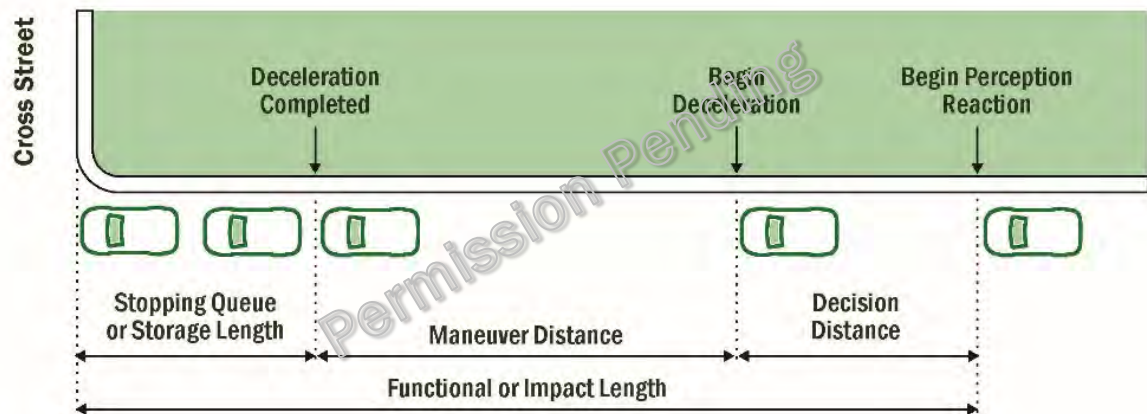 Cross Street
Deceleration
Completed
Begin
Deceleration
Begin Perception
Reaction
Permission Pending
Stopping Queue
or Storage Length
Maneuver Distance
Decision
Distance
Functional or Impact Length